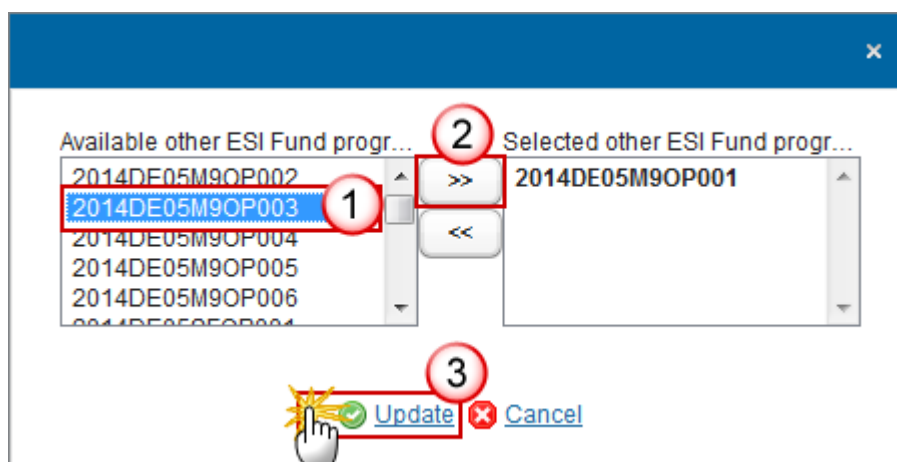 ×
Available other ESI Fund progr...
2
Selected other ESI Fund progr...
2014DE05M9OP002
>>
2014DE05M9OP001
2014DE05M9OP003
1
2014DE05M9OP004
<<
2014DE05M9OP005
2014DE05M9OP006
3
Update
Cancel